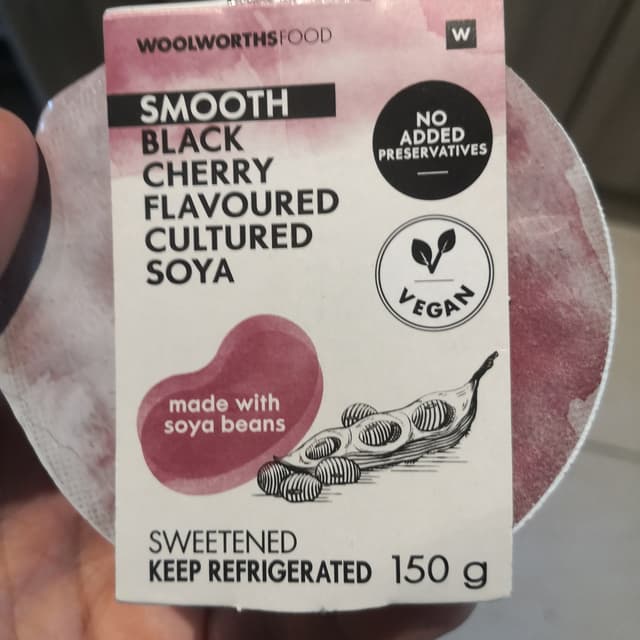 WOOLWORTHSFOOD
W
SMOOTH
BLACK
CHERRY
FLAVOURED
CULTURED
SOYA
NO
ADDED
PRESERVATIVES
VEGAN
made with
soya beans
SWEETENED
KEEP REFRIGERATED 150 g